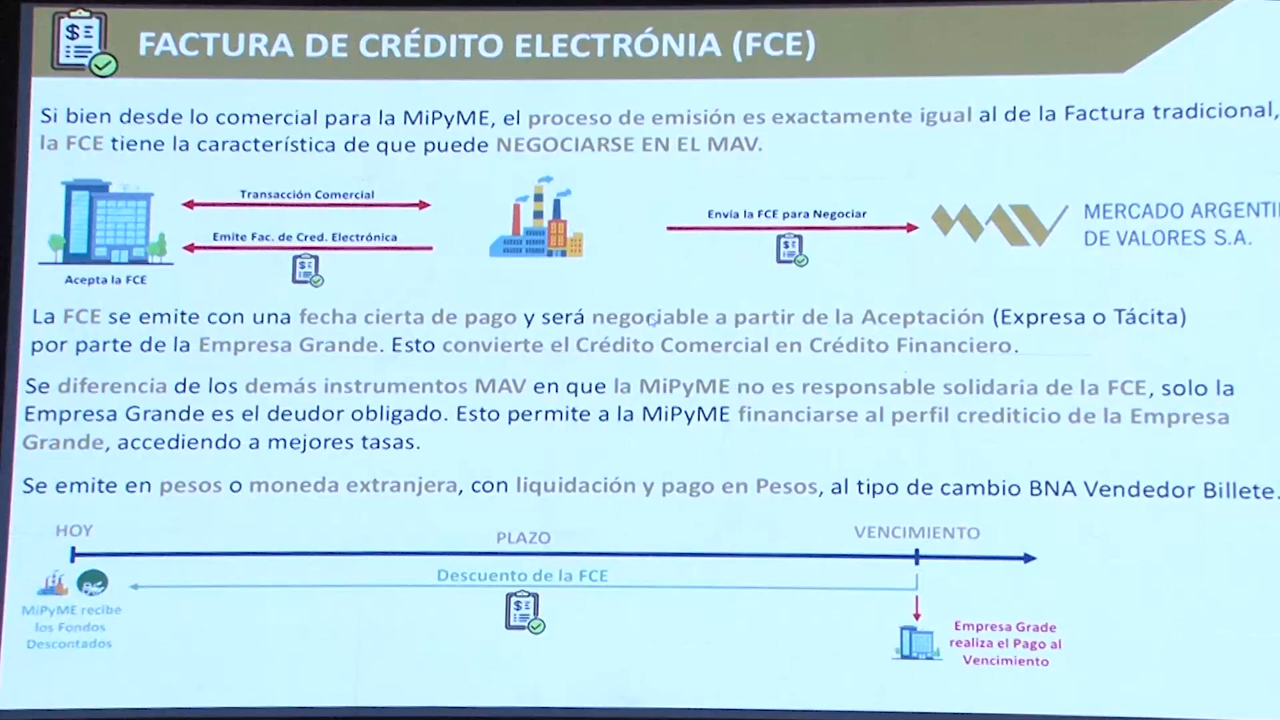 FACTURA DE CRÉDITO ELECTRÓNIA (FCE)
Si bien desde lo comercial para la MiPyME, el proceso de emisión es exactamente igual al de la Factura tradicional,
la FCE tiene la característica de que puede NEGOCIARSE EN EL MAV.
Transacción Comercial
Emite Fac. de Cred. Electrónica
Acepta la FCE
Envía la FCE para Negociar
MAV
MERCADO ARGENTI
DE VALORES S.A.
La FCE se emite con una fecha cierta de pago y será negociable a partir de la Aceptación (Expresa o Tácita)
por parte de la Empresa Grande. Esto convierte el Crédito Comercial en Crédito Financiero.
Se diferencia de los demás instrumentos MAV en que la MiPyME no es responsable solidaria de la FCE, solo la
Empresa Grande es el deudor obligado. Esto permite a la MiPyME financiarse al perfil crediticio de la Empresa
Grande, accediendo a mejores tasas.
Se emite en pesos o moneda extranjera, con liquidación y pago en Pesos, al tipo de cambio BNA Vendedor Billete.
HOY
PLAZO
VENCIMIENTO
Descuento de la FCE
MiPyME recibe
los Fondos
Descontados
Empresa Grade
realiza el Pago al
Vencimiento